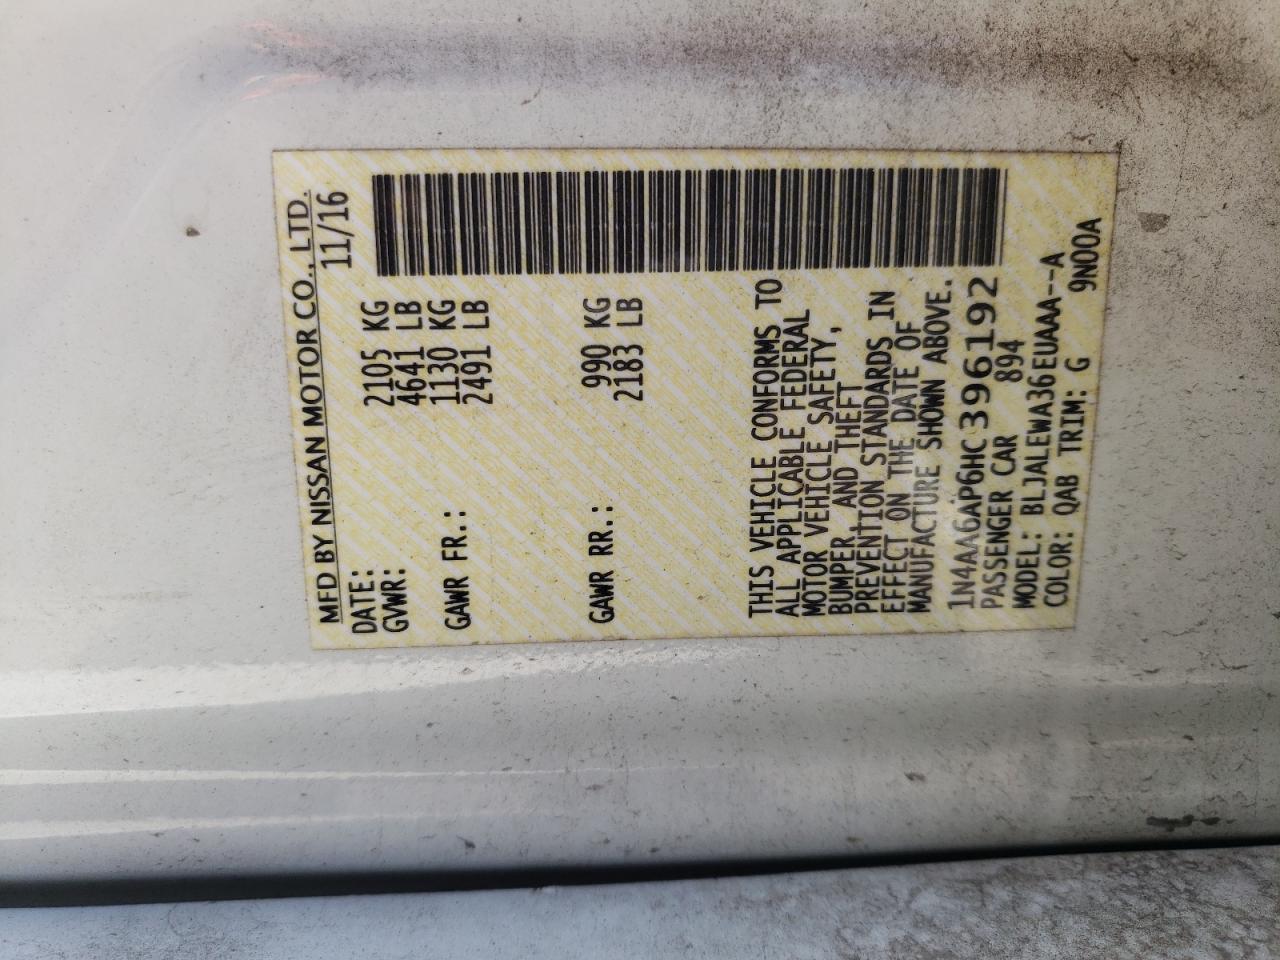 MFD BY NISSAN MOTOR CO., LTD.
DATE: 11/16
GVWR: 2105 KG
4641 LB
GAWR FR.: 1130 KG
2491 LB
GAWR RR.: 990 KG
2183 LB
THIS VEHICLE CONFORMS TO
ALL APPLICABLE FEDERAL
MOTOR VEHICLE SAFETY,
BUMPER, AND THEFT
PREVENTION STANDARDS IN
EFFECT ON THE DATE OF
MANUFACTURE SHOWN ABOVE.
1N4AA6AP6HC396192
PASSENGER CAR 894
MODEL: BLJALEWA36EUAAA--A
COLOR: QAB TRIM: G 9N00A